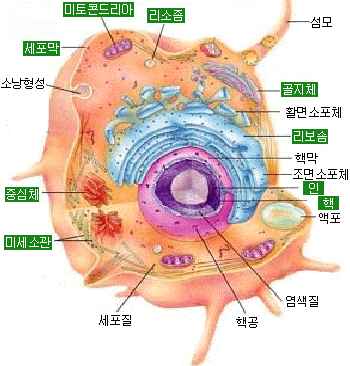 미토콘드리아
리소좀
섬모
세포막
소낭형성
골지체
활면소포체
리보솜
핵막
조면소포체
인
핵
중심체
액포
미세소관
세포질
핵공
염색질